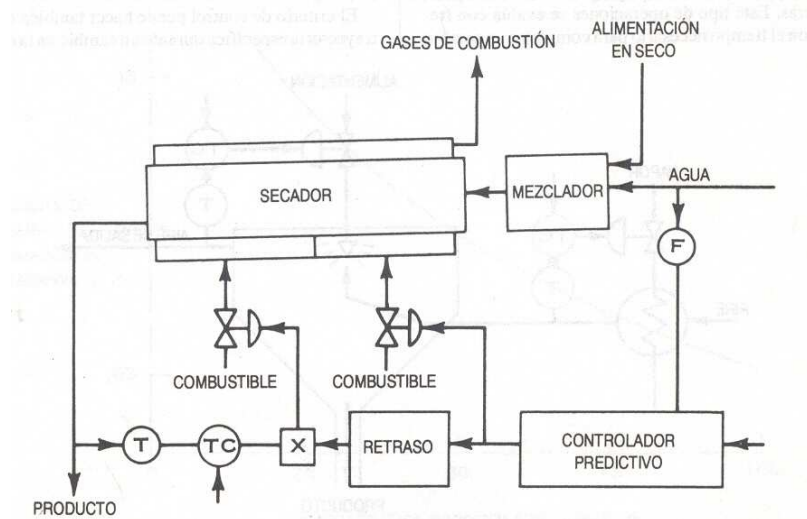 GASES DE COMBUSTIÓN
ALIMENTACIÓN
EN SECO
SECADOR
MEZCLADOR
AGUA
F
COMBUSTIBLE
COMBUSTIBLE
T
TC
X
RETRASO
CONTROLADOR
PREDICTIVO
PRODUCTO